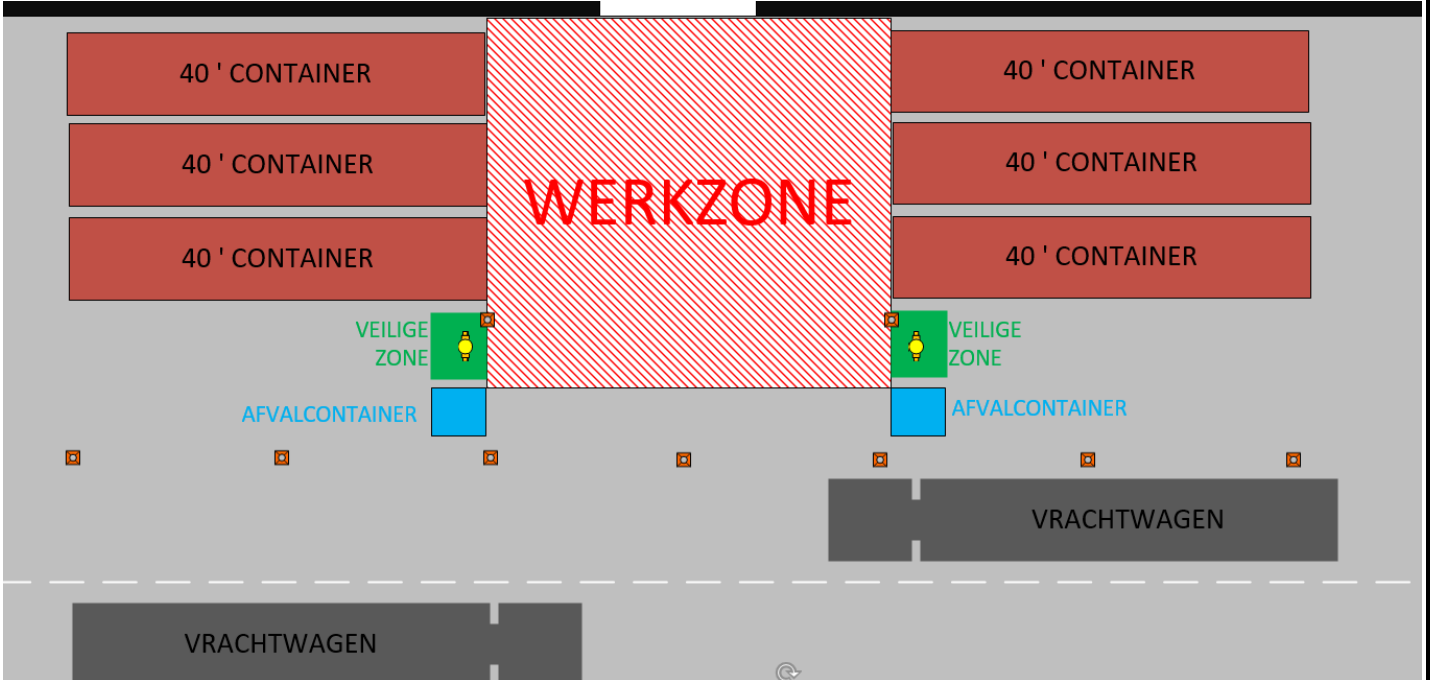 40 ' CONTAINER
40 ' CONTAINER
40 ' CONTAINER
40 ' CONTAINER
WERKZONE
40 ' CONTAINER
40 ' CONTAINER
VEILIGE
ZONE
VEILIGE
ZONE
AFVALCONTAINER
AFVALCONTAINER
VRACHTWAGEN
VRACHTWAGEN